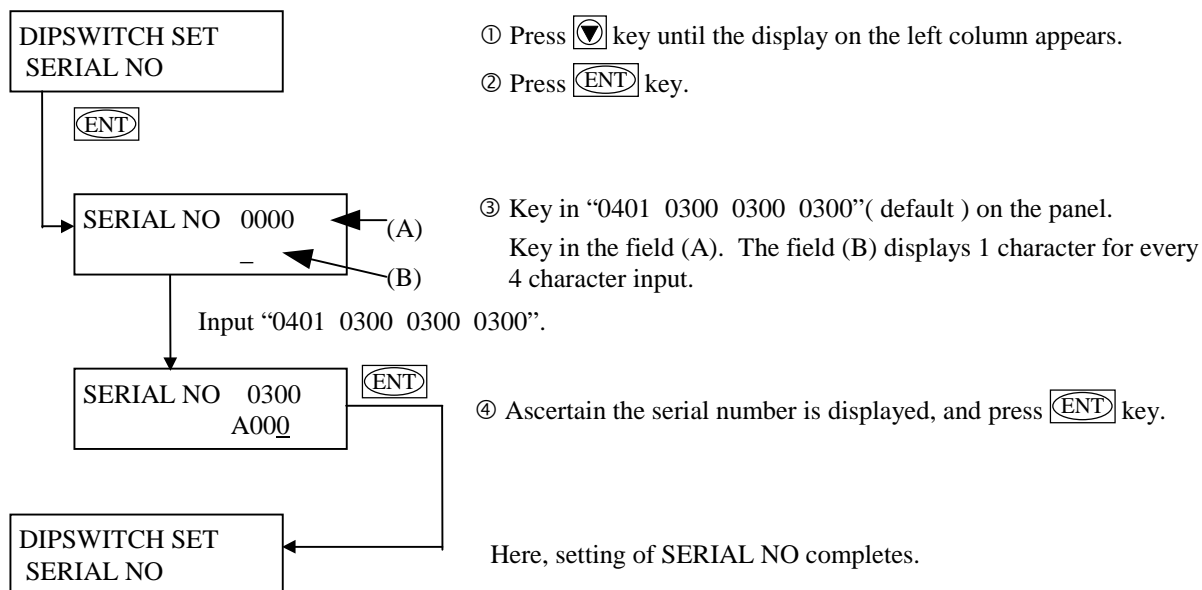 DIPSWITCH SET
SERIAL NO
① Press ▼ key until the display on the left column appears.
② Press ENT key.
ENT
SERIAL NO 0000
_
(A)
(B)
③ Key in “0401 0300 0300 0300”( default ) on the panel.
Key in the field (A). The field (B) displays 1 character for every
4 character input.
Input “0401 0300 0300 0300”.
SERIAL NO 0300
A000
ENT
④ Ascertain the serial number is displayed, and press ENT key.
DIPSWITCH SET
SERIAL NO
Here, setting of SERIAL NO completes.